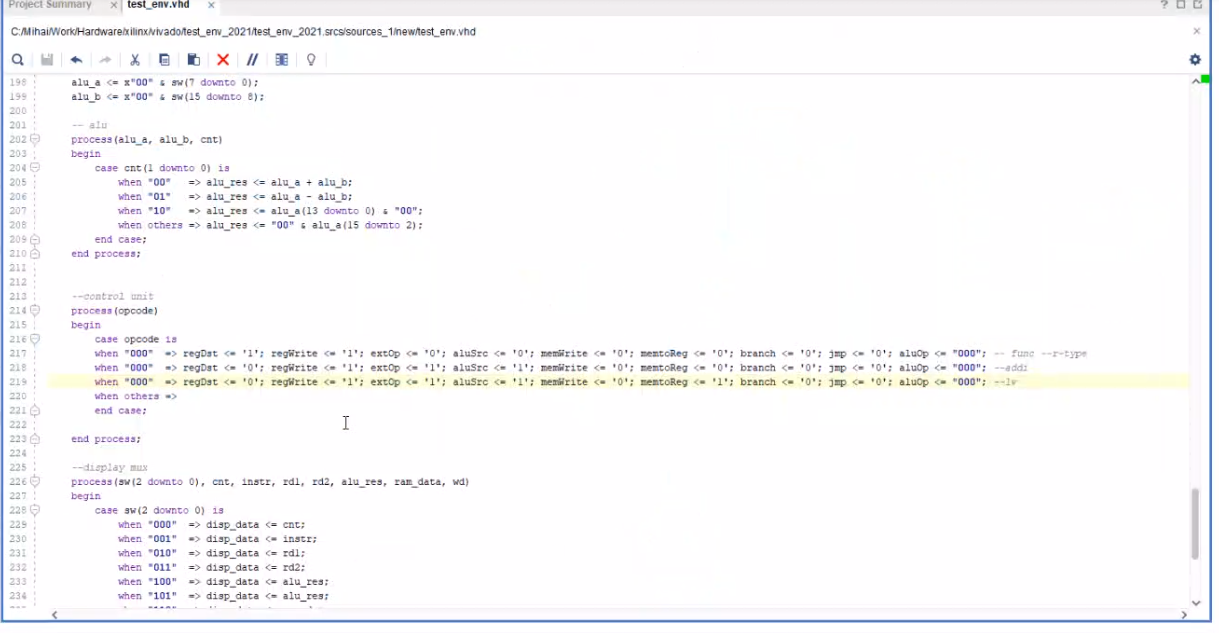 Project Summary × test_env.vhd ×
C:/Mihai/Work/Hardware/xilinx/vivado/test_env_2021/test_env_2021.srcs/sources_1/new/test_env.vhd
198 alu_a <= x"00" & sw(7 downto 0);
199 alu_b <= x"00" & sw(15 downto 8);
200
201 -- alu
202 process(alu_a, alu_b, cnt)
203 begin
204 case cnt(1 downto 0) is
205 when "00" => alu_res <= alu_a + alu_b;
206 when "01" => alu_res <= alu_a - alu_b;
207 when "10" => alu_res <= alu_a(13 downto 0) & "00";
208 when others => alu_res <= "00" & alu_a(15 downto 2);
209 end case;
210 end process;
211
212
213 --control unit
214 process(opcode)
215 begin
216 case opcode is
217 when "000" => regDst <= '1'; regWrite <= '1'; extOp <= '0'; aluSrc <= '0'; memWrite <= '0'; memtoReg <= '0'; branch <= '0'; jmp <= '0'; aluOp <= "000"; -- func --r-type
218 when "000" => regDst <= '0'; regWrite <= '1'; extOp <= '1'; aluSrc <= '1'; memWrite <= '0'; memtoReg <= '0'; branch <= '0'; jmp <= '0'; aluOp <= "000"; --addi
219 when "000" => regDst <= '0'; regWrite <= '1'; extOp <= '1'; aluSrc <= '1'; memWrite <= '0'; memtoReg <= '1'; branch <= '0'; jmp <= '0'; aluOp <= "000"; --lw
220 when others =>
221 end case;
222
223 end process;
224
225 --display mux
226 process(sw(2 downto 0), cnt, instr, rd1, rd2, alu_res, ram_data, wd)
227 begin
228 case sw(2 downto 0) is
229 when "000" => disp_data <= cnt;
230 when "001" => disp_data <= instr;
231 when "010" => disp_data <= rd1;
232 when "011" => disp_data <= rd2;
233 when "100" => disp_data <= alu_res;
234 when "101" => disp_data <= alu_res;